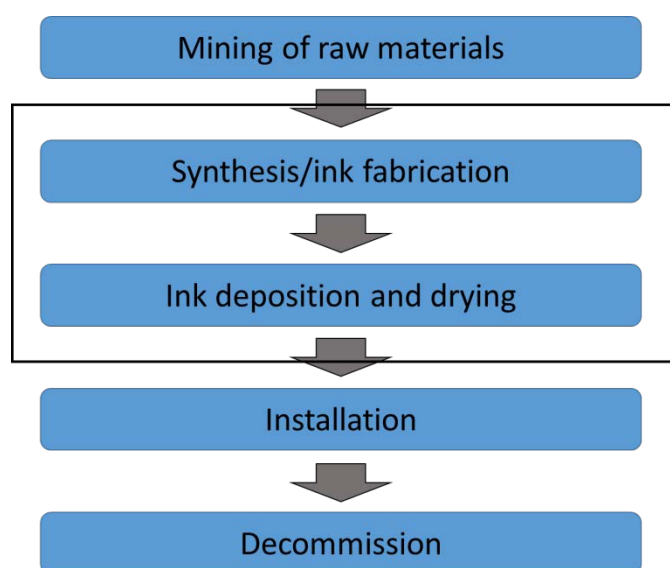 Mining of raw materials
Synthesis/ink fabrication
Ink deposition and drying
Installation
Decommission